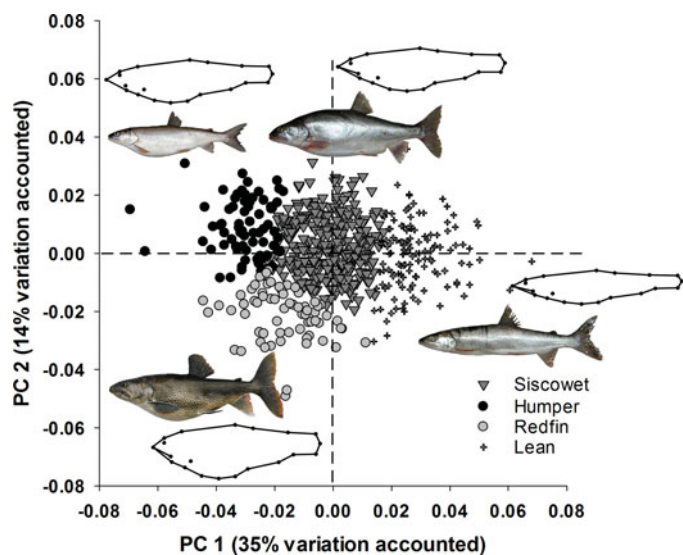 0.08
0.06
0.04
0.02
0.00
-0.02
-0.04
-0.06
-0.08
PC 2 (14% variation accounted)
Siscowet
Humper
Redfin
Lean
-0.08 -0.06 -0.04 -0.02 0.00 0.02 0.04 0.06 0.08
PC 1 (35% variation accounted)